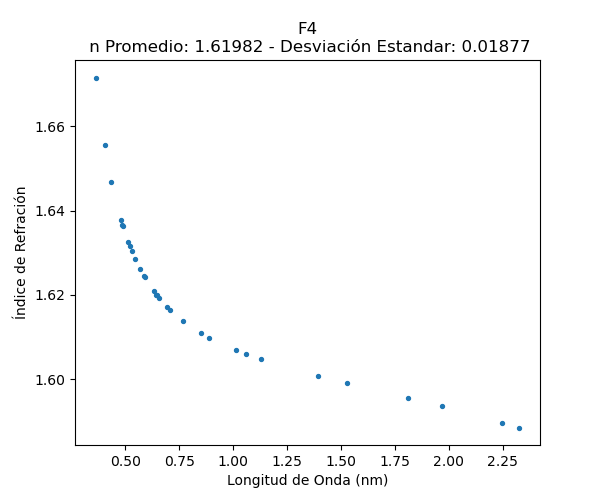 F4
n Promedio: 1.61982 - Desviación Estandar: 0.01877
1.66
1.64
1.62
1.60
Índice de Refración
0.50 0.75 1.00 1.25 1.50 1.75 2.00 2.25
Longitud de Onda (nm)